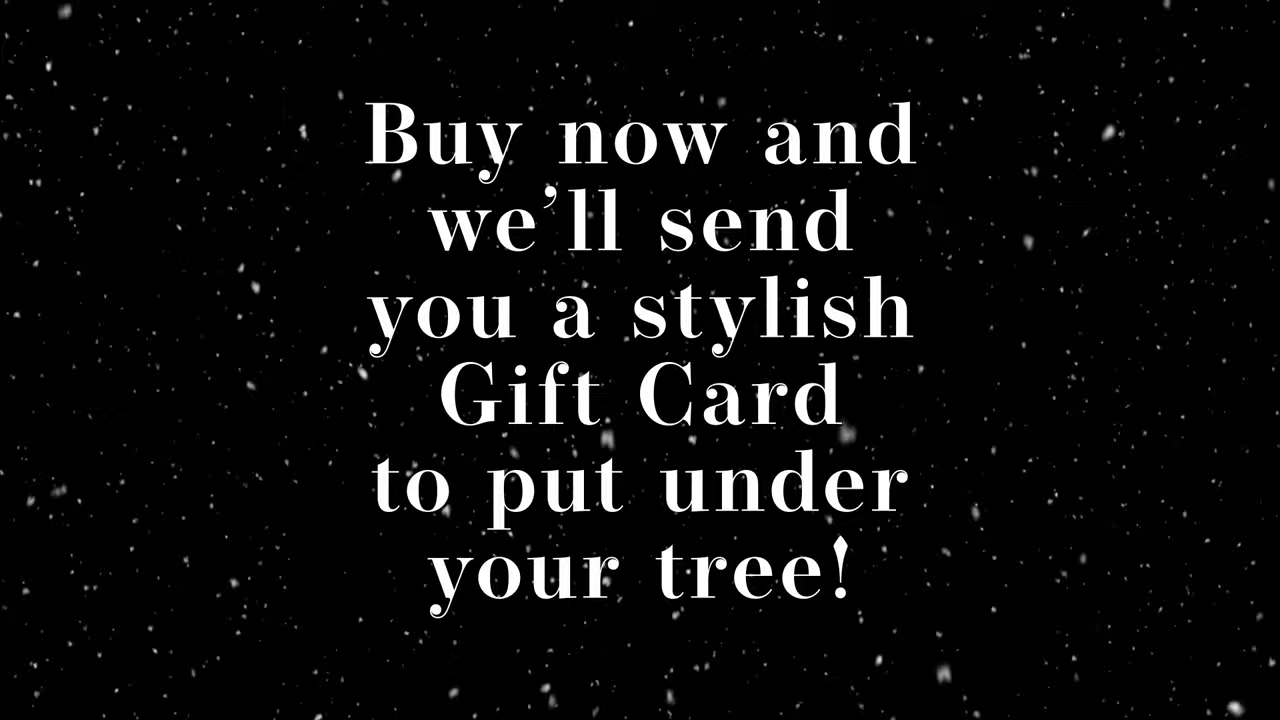 Buy now and
we’ll send
you a stylish
Gift Card
to put under
your tree!